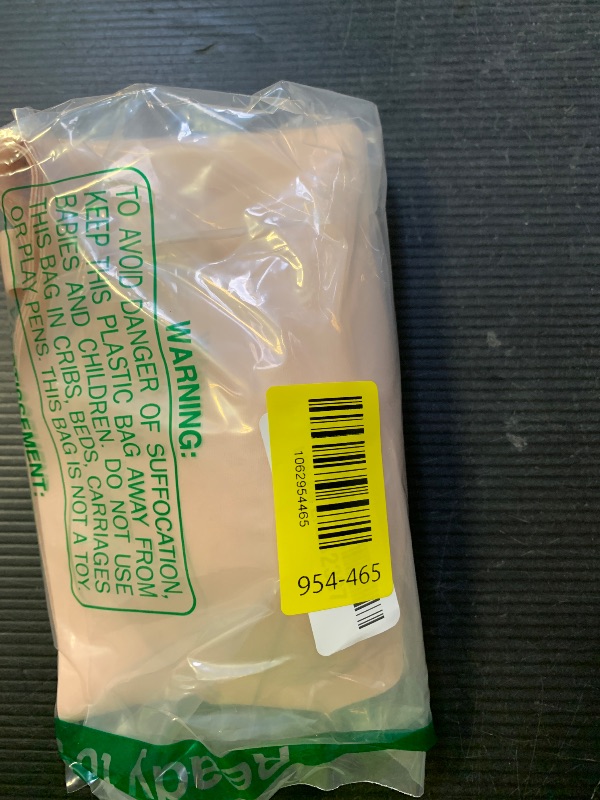 WARNING:
TO AVOID DANGER OF SUFFOCATION,
KEEP THIS PLASTIC BAG AWAY FROM
BABIES AND CHILDREN. DO NOT USE
THIS BAG IN CRIBS, BEDS, CARRIAGES
OR PLAY PENS. THIS BAG IS NOT A TOY.
1062954465
954-465
Ready